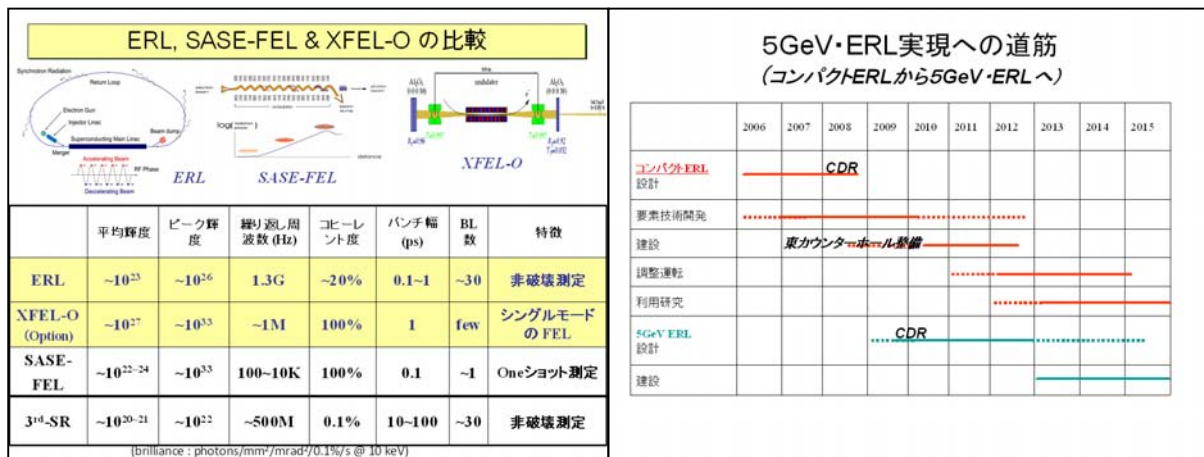 ERL, SASE-FEL & XFEL-O の比較
Synchrotron Radiation
Return Loop
Electron Gun
Injector Linac
Superconducting Main Linac
Beam dump
Merger
Accelerating Beam
RF Phase
Deccelerating Beam
ERL
log
SASE-FEL
undulator
XFEL-O
平均輝度
ピーク輝
度
繰り返し周
波数 (Hz)
コヒーレ
ント度
バンチ幅
(ps)
BL
数
特徴
ERL ~10²³ ~10²⁶ 1.3G ~20% 0.1~1 ~30 非破壊測定
XFEL-O
(Option)
~10²⁷ ~10³³ ~1M 100% 1 few シングルモード
の FEL
SASE-
FEL
~10²²⁻²⁴ ~10³³ 100~10K 100% 0.1 ~1 Oneショット測定
3ʳᵈ-SR ~10²⁰⁻²¹ ~10²² ~500M 0.1% 10~100 ~30 非破壊測定
(brilliance : photons/mm²/mrad²/0.1%/s @ 10 keV)
5GeV・ERL実現への道筋
(コンパクトERLから5GeV・ERLへ)
2006 2007 2008 2009 2010 2011 2012 2013 2014 2015
コンパクトERL
設計
CDR
要素技術開発
建設
東カウンターホール整備
調整運転
利用研究
5GeV ERL
設計
CDR
建設